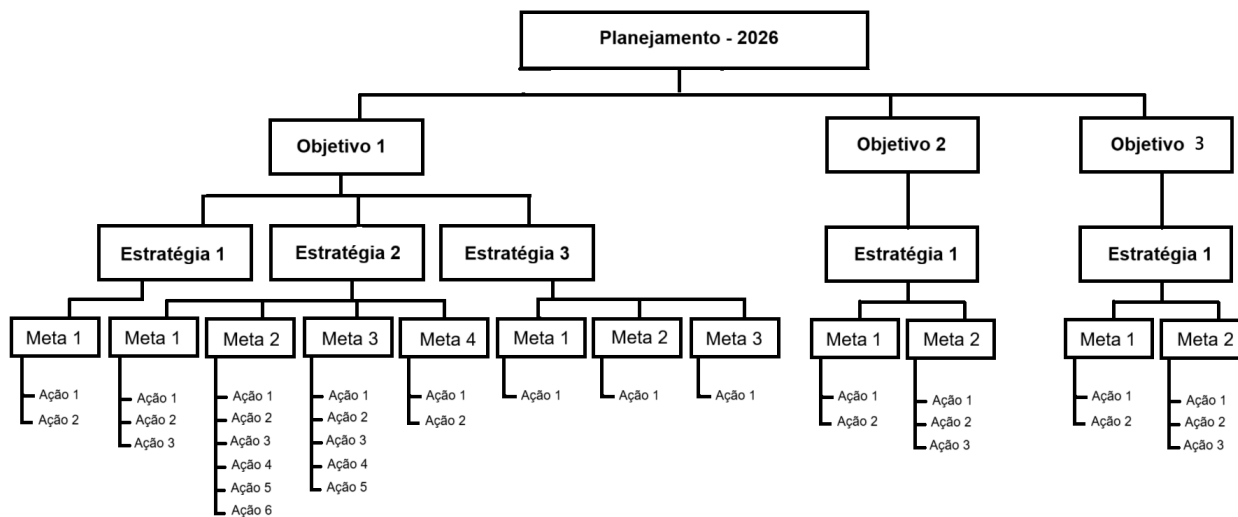 Planejamento - 2026
Objetivo 1
Objetivo 2
Objetivo 3
Estratégia 1
Estratégia 2
Estratégia 3
Estratégia 1
Estratégia 1
Meta 1
Meta 1
Meta 2
Meta 3
Meta 4
Meta 1
Meta 2
Meta 3
Meta 1
Meta 2
Meta 1
Meta 2
Ação 1
Ação 2
Ação 1
Ação 2
Ação 3
Ação 1
Ação 2
Ação 3
Ação 4
Ação 5
Ação 6
Ação 1
Ação 2
Ação 3
Ação 4
Ação 5
Ação 1
Ação 2
Ação 1
Ação 1
Ação 1
Ação 1
Ação 2
Ação 1
Ação 2
Ação 3
Ação 1
Ação 2
Ação 1
Ação 2
Ação 3